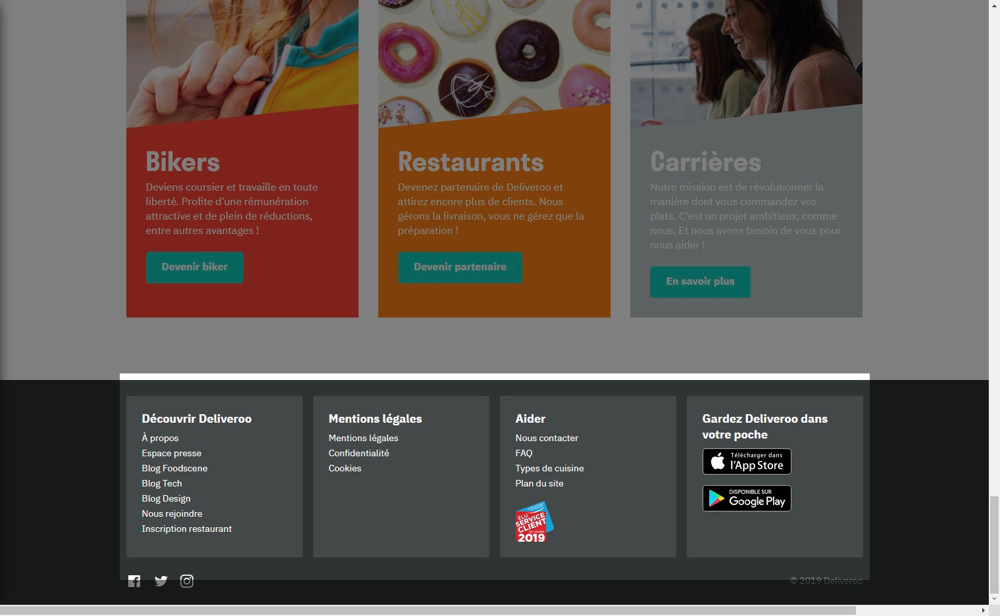 Bikers
Deviens coursier et travaille en toute
liberté. Profite d'une rémunération
attractive et de plein de réductions,
entre autres avantages !
Devenir biker
Restaurants
Devenez partenaire de Deliveroo et
attirez encore plus de clients. Nous
gérons la livraison, vous ne gérez que la
préparation !
Devenir partenaire
Carrières
Notre mission est de révolutionner la
manière dont vous commandez vos
plats. C'est un projet ambitieux, comme
nous. Et nous avons besoin de vous pour
nous aider !
En savoir plus
Découvrir Deliveroo
À propos
Espace presse
Blog Foodscene
Blog Tech
Blog Design
Nous rejoindre
Inscription restaurant
Mentions légales
Mentions légales
Confidentialité
Cookies
Aider
Nous contacter
FAQ
Types de cuisine
Plan du site
ÉLU
SERVICE
CLIENT
DE L'ANNÉE
2019
Gardez Deliveroo dans
votre poche
Télécharger dans
l'App Store
DISPONIBLE SUR
Google Play
© 2019 Deliveroo